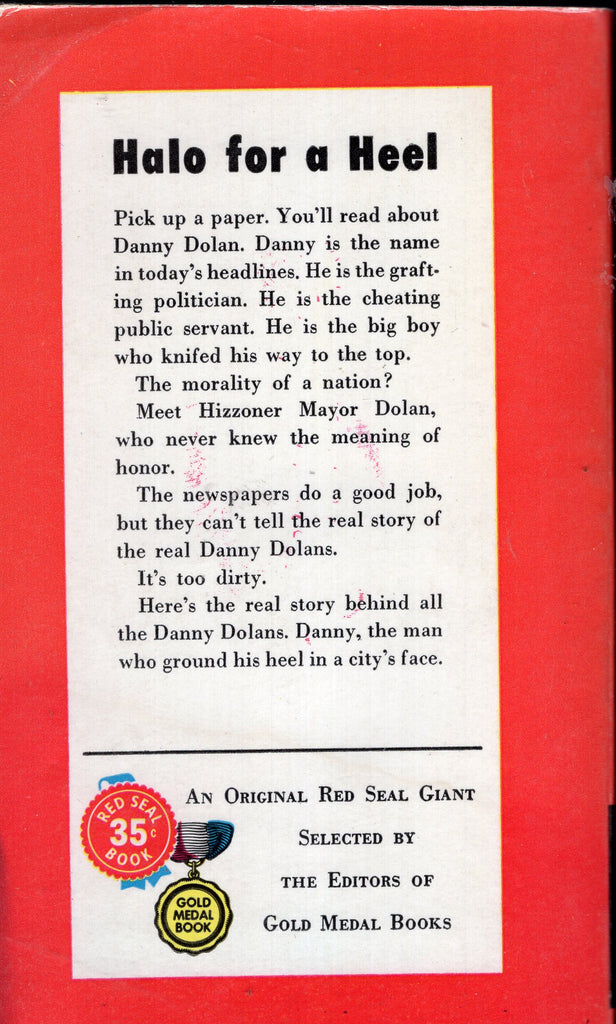 Halo for a Heel
Pick up a paper. You'll read about
Danny Dolan. Danny is the name
in today's headlines. He is the graft-
ing politician. He is the cheating
public servant. He is the big boy
who knifed his way to the top.
The morality of a nation?
Meet Hizzoner Mayor Dolan,
who never knew the meaning of
honor.
The newspapers do a good job,
but they can't tell the real story of
the real Danny Dolans.
It's too dirty.
Here's the real story behind all
the Danny Dolans. Danny, the man
who ground his heel in a city's face.
RED SEAL
35c
BOOK
GOLD
MEDAL
BOOK
An Original Red Seal Giant
Selected by
the Editors of
Gold Medal Books